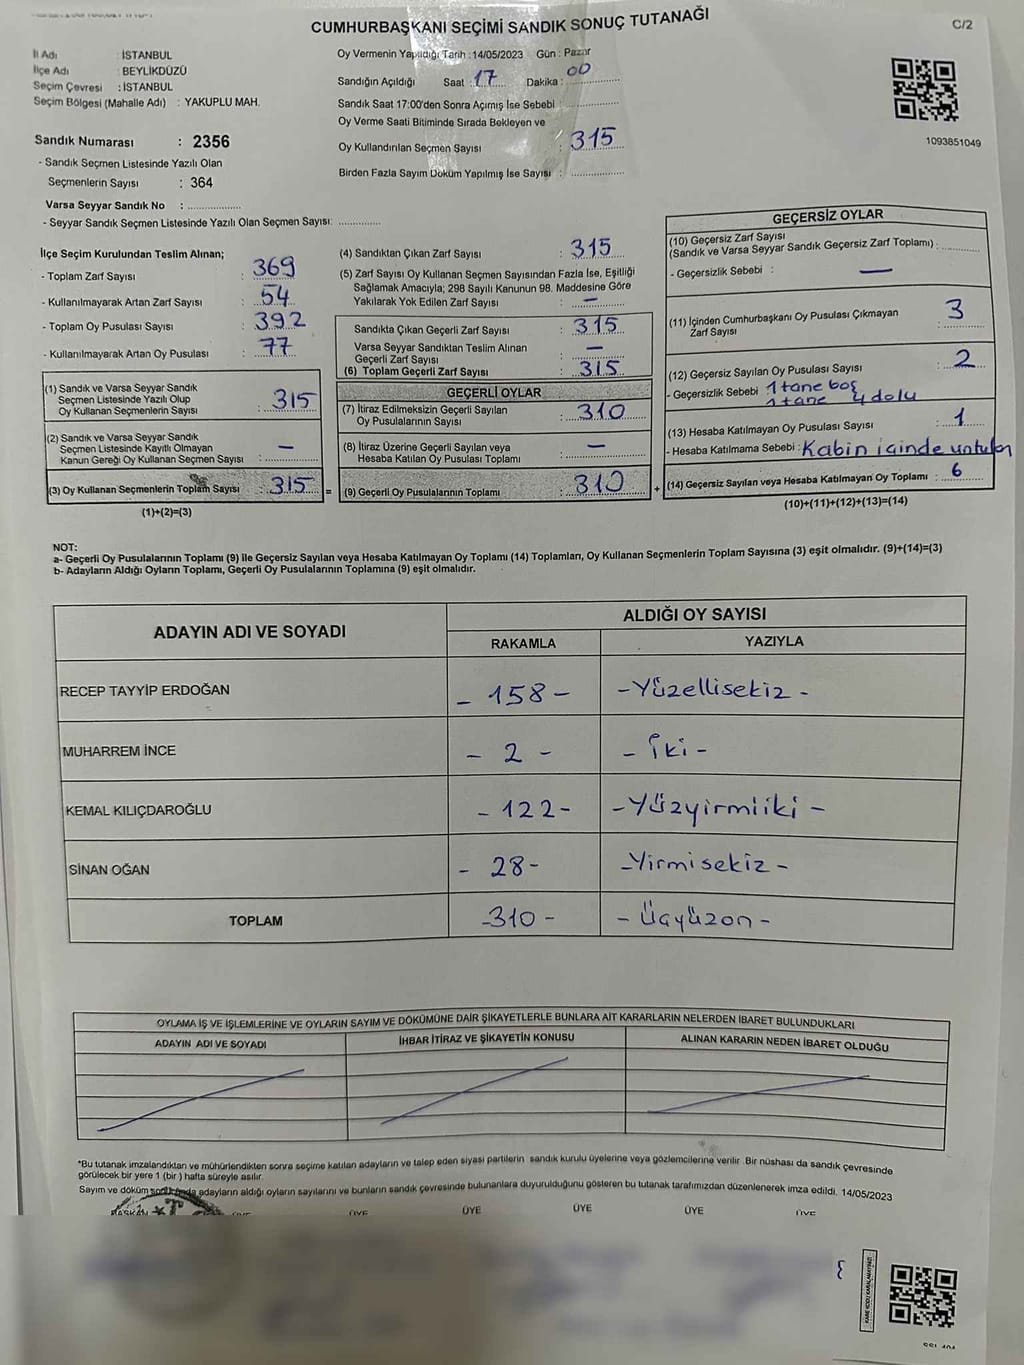 CUMHURBAŞKANI SEÇİMİ SANDIK SONUÇ TUTANAĞI
C/2
İl Adı : İSTANBUL
İlçe Adı : BEYLİKDÜZÜ
Seçim Çevresi : İSTANBUL
Seçim Bölgesi (Mahalle Adı) : YAKUPLU MAH.
Sandık Numarası : 2356
- Sandık Seçmen Listesinde Yazılı Olan
Seçmenlerin Sayısı : 364
Varsa Seyyar Sandık No : ..................
- Seyyar Sandık Seçmen Listesinde Yazılı Olan Seçmen Sayısı: ..............
Oy Vermenin Yapıldığı Tarih : 14/05/2023 Gün : Pazar
Sandığın Açıldığı Saat : 17 Dakika : 00
Sandık Saat 17:00'den Sonra Açımış İse Sebebi : ..................
Oy Verme Saati Bitiminde Sırada Bekleyen ve
Oy Kullandırılan Seçmen Sayısı : 315
Birden Fazla Sayım Döküm Yapılmış İse Sayısı : ..................
1093851049
İlçe Seçim Kurulundan Teslim Alınan;
- Toplam Zarf Sayısı : 369
- Kullanılmayarak Artan Zarf Sayısı : 54
- Toplam Oy Pusulası Sayısı : 392
- Kullanılmayarak Artan Oy Pusulası : 77
(1) Sandık ve Varsa Seyyar Sandık
Seçmen Listesinde Yazılı Olup
Oy Kullanan Seçmenlerin Sayısı : 315
(2) Sandık ve Varsa Seyyar Sandık
Seçmen Listesinde Kayıtlı Olmayan
Kanun Gereği Oy Kullanan Seçmen Sayısı : –
(3) Oy Kullanan Seçmenlerin Toplam Sayısı : 315 =
(1)+(2)=(3)
(4) Sandıktan Çıkan Zarf Sayısı : 315
(5) Zarf Sayısı Oy Kullanan Seçmen Sayısından Fazla İse, Eşitliği
Sağlamak Amacıyla; 298 Sayılı Kanunun 98. Maddesine Göre
Yakılarak Yok Edilen Zarf Sayısı : –
Sandıkta Çıkan Geçerli Zarf Sayısı : 315
Varsa Seyyar Sandıktan Teslim Alınan
Geçerli Zarf Sayısı : –
(6) Toplam Geçerli Zarf Sayısı : 315
GEÇERLİ OYLAR
(7) İtiraz Edilmeksizin Geçerli Sayılan
Oy Pusulalarının Sayısı : 310
(8) İtiraz Üzerine Geçerli Sayılan veya
Hesaba Katılan Oy Pusulası Toplamı : –
(9) Geçerli Oy Pusulalarının Toplamı : 310 +
GEÇERSİZ OYLAR
(10) Geçersiz Zarf Sayısı
(Sandık ve Varsa Seyyar Sandık Geçersiz Zarf Toplamı) : ............
- Geçersizlik Sebebi : —
(11) İçinden Cumhurbaşkanı Oy Pusulası Çıkmayan
Zarf Sayısı : 3
(12) Geçersiz Sayılan Oy Pusulası Sayısı : 2
- Geçersizlik Sebebi : 1 tane boş
1 tane 4 dolu
(13) Hesaba Katılmayan Oy Pusulası Sayısı : 1
- Hesaba Katılmama Sebebi : Kabin içinde untulan
(14) Geçersiz Sayılan veya Hesaba Katılmayan Oy Toplamı : 6
(10)+(11)+(12)+(13)=(14)
NOT:
a- Geçerli Oy Pusulalarının Toplamı (9) ile Geçersiz Sayılan veya Hesaba Katılmayan Oy Toplamı (14) Toplamları, Oy Kullanan Seçmenlerin Toplam Sayısına (3) eşit olmalıdır. (9)+(14)=(3)
b- Adayların Aldığı Oyların Toplamı, Geçerli Oy Pusulalarının Toplamına (9) eşit olmalıdır.
ADAYIN ADI VE SOYADI
ALDIĞI OY SAYISI
RAKAMLA YAZIYLA
RECEP TAYYİP ERDOĞAN - 158 - - Yüzellisekiz -
MUHARREM İNCE - 2 - - İki -
KEMAL KILIÇDAROĞLU - 122 - - Yüzyirmiiki -
SİNAN OĞAN - 28 - - Yirmisekiz -
TOPLAM - 310 - - Üçyüzon -
OYLAMA İŞ VE İŞLEMLERİNE VE OYLARIN SAYIM VE DÖKÜMÜNE DAİR ŞİKAYETLERLE BUNLARA AİT KARARLARIN NELERDEN İBARET BULUNDUKLARI
ADAYIN ADI VE SOYADI İHBAR İTİRAZ VE ŞİKAYETİN KONUSU ALINAN KARARIN NEDEN İBARET OLDUĞU
*Bu tutanak imzalandıktan ve mühürlendikten sonra seçime katılan adayların ve talep eden siyasi partilerin sandık kurulu üyelerine veya gözlemcilerine verilir. Bir nüshası da sandık çevresinde
görülecek bir yere 1 (bir) hafta süreyle asılır.
Sayım ve döküm sonucunda adayların aldığı oyların sayılarını ve bunların sandık çevresinde bulunanlara duyurulduğunu gösteren bu tutanak tarafımızdan düzenlenerek imza edildi. 14/05/2023
BAŞKAN ÜYE ÜYE ÜYE ÜYE ÜYE ÜYE